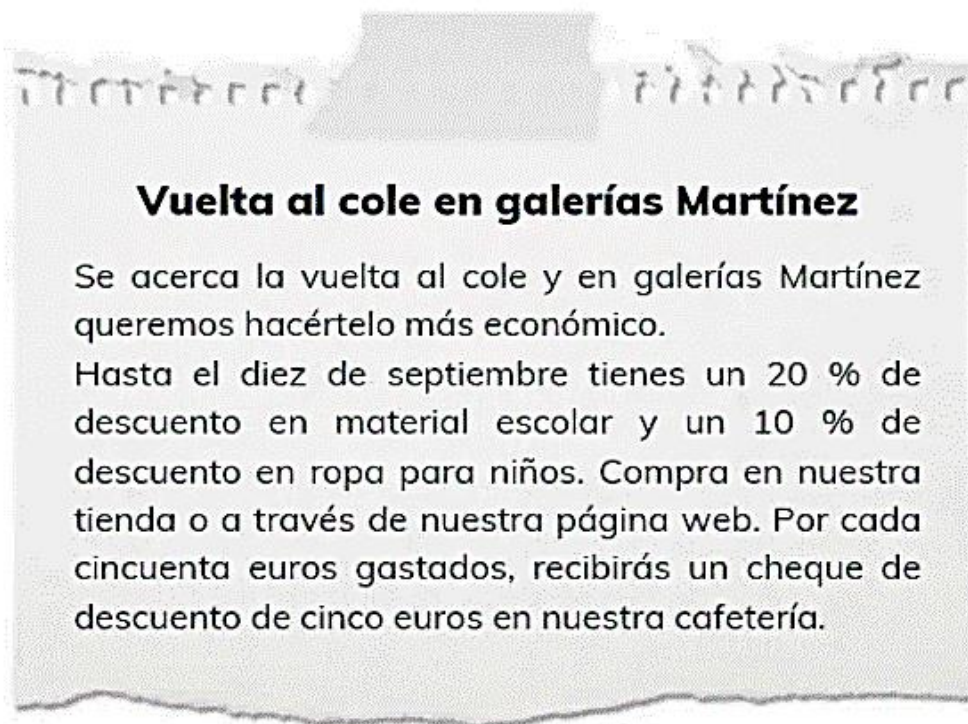 Vuelta al cole en galerías Martínez
Se acerca la vuelta al cole y en galerías Martínez
queremos hacértelo más económico.
Hasta el diez de septiembre tienes un 20 % de
descuento en material escolar y un 10 % de
descuento en ropa para niños. Compra en nuestra
tienda o a través de nuestra página web. Por cada
cincuenta euros gastados, recibirás un cheque de
descuento de cinco euros en nuestra cafetería.